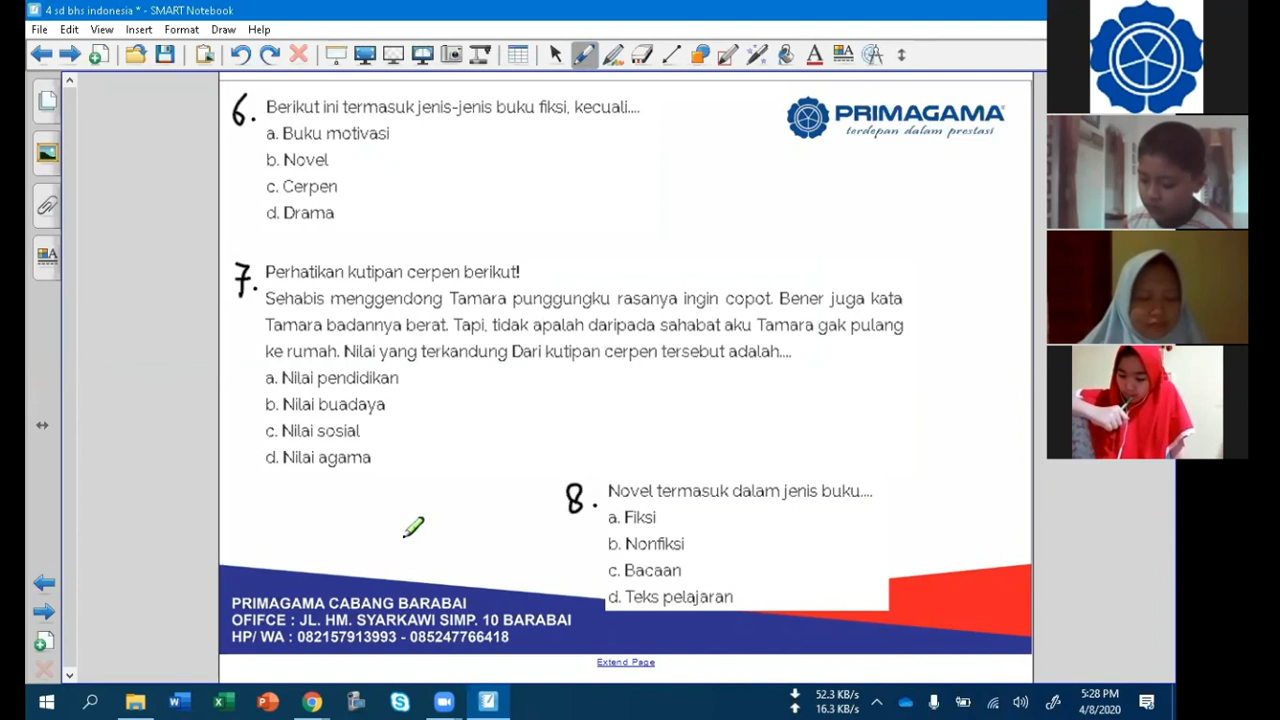 4 sd bhs indonesia * - SMART Notebook
File Edit View Insert Format Draw Help
6. Berikut ini termasuk jenis-jenis buku fiksi, kecuali....
a. Buku motivasi
b. Novel
c. Cerpen
d. Drama
PRIMAGAMA
terdepan dalam prestasi
7. Perhatikan kutipan cerpen berikut!
Sehabis menggendong Tamara punggungku rasanya ingin copot. Bener juga kata
Tamara badannya berat. Tapi, tidak apalah daripada sahabat aku Tamara gak pulang
ke rumah. Nilai yang terkandung Dari kutipan cerpen tersebut adalah....
a. Nilai pendidikan
b. Nilai buadaya
c. Nilai sosial
d. Nilai agama
8. Novel termasuk dalam jenis buku....
a. Fiksi
b. Nonfiksi
c. Bacaan
d. Teks pelajaran
PRIMAGAMA CABANG BARABAI
OFIFCE : JL. HM. SYARKAWI SIMP. 10 BARABAI
HP/ WA : 082157913993 - 085247766418
Extend Page
52.3 KB/s
16.3 KB/s
5:28 PM
4/8/2020